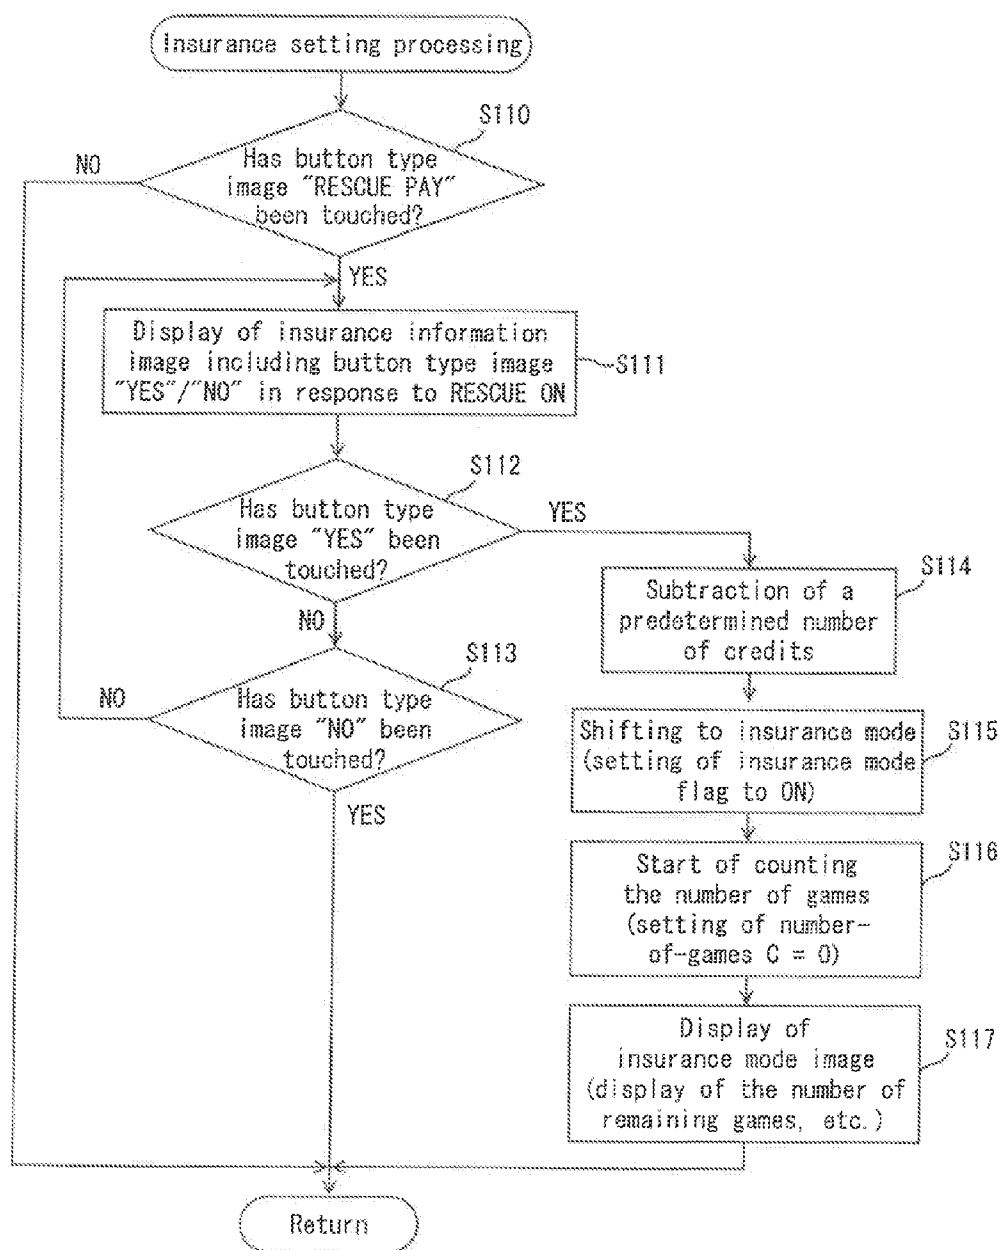 Insurance setting processing
S110
NO
Has button type
image "RESCUE PAY"
been touched?
YES
Display of insurance information
image including button type image
"YES"/"NO" in response to RESCUE ON
S111
S112
Has button type
image "YES" been
touched?
YES
NO
S114
Subtraction of a
predetermined number
of credits
S113
NO
Has button type
image "NO" been
touched?
YES
Shifting to insurance mode
(setting of insurance mode
flag to ON)
S115
Start of counting
the number of games
(setting of number-
of-games C = 0)
S116
Display of
insurance mode image
(display of the number of
remaining games, etc.)
S117
Return